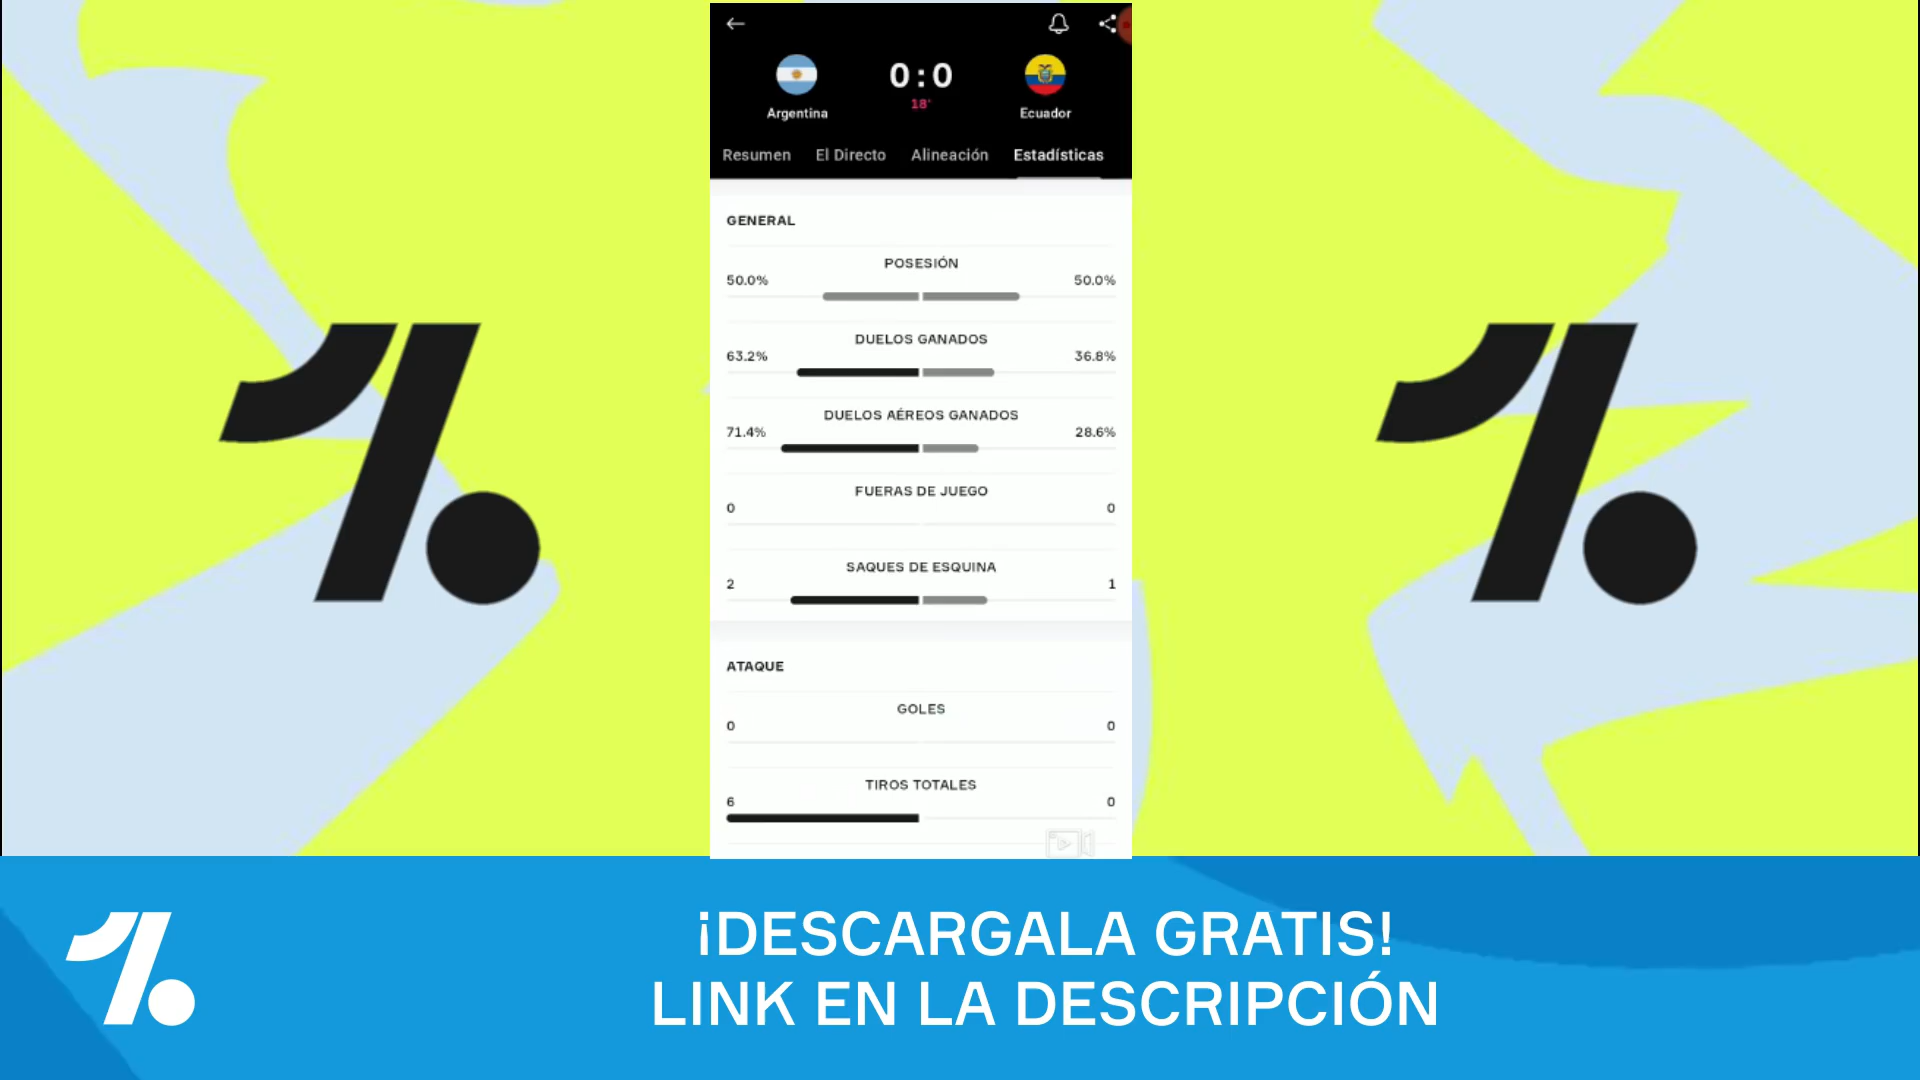 0:0
18'
Argentina
Ecuador
Resumen El Directo Alineación Estadísticas
GENERAL
POSESIÓN
50.0% 50.0%
DUELOS GANADOS
63.2% 36.8%
DUELOS AÉREOS GANADOS
71.4% 28.6%
FUERAS DE JUEGO
0 0
SAQUES DE ESQUINA
2 1
ATAQUE
GOLES
0 0
TIROS TOTALES
6 0
¡DESCARGALA GRATIS!
LINK EN LA DESCRIPCIÓN